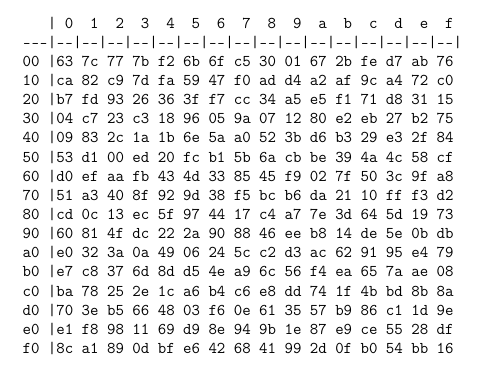 | 0 1 2 3 4 5 6 7 8 9 a b c d e f
---|--|--|--|--|--|--|--|--|--|--|--|--|--|--|--|--|
00 |63 7c 77 7b f2 6b 6f c5 30 01 67 2b fe d7 ab 76
10 |ca 82 c9 7d fa 59 47 f0 ad d4 a2 af 9c a4 72 c0
20 |b7 fd 93 26 36 3f f7 cc 34 a5 e5 f1 71 d8 31 15
30 |04 c7 23 c3 18 96 05 9a 07 12 80 e2 eb 27 b2 75
40 |09 83 2c 1a 1b 6e 5a a0 52 3b d6 b3 29 e3 2f 84
50 |53 d1 00 ed 20 fc b1 5b 6a cb be 39 4a 4c 58 cf
60 |d0 ef aa fb 43 4d 33 85 45 f9 02 7f 50 3c 9f a8
70 |51 a3 40 8f 92 9d 38 f5 bc b6 da 21 10 ff f3 d2
80 |cd 0c 13 ec 5f 97 44 17 c4 a7 7e 3d 64 5d 19 73
90 |60 81 4f dc 22 2a 90 88 46 ee b8 14 de 5e 0b db
a0 |e0 32 3a 0a 49 06 24 5c c2 d3 ac 62 91 95 e4 79
b0 |e7 c8 37 6d 8d d5 4e a9 6c 56 f4 ea 65 7a ae 08
c0 |ba 78 25 2e 1c a6 b4 c6 e8 dd 74 1f 4b bd 8b 8a
d0 |70 3e b5 66 48 03 f6 0e 61 35 57 b9 86 c1 1d 9e
e0 |e1 f8 98 11 69 d9 8e 94 9b 1e 87 e9 ce 55 28 df
f0 |8c a1 89 0d bf e6 42 68 41 99 2d 0f b0 54 bb 16